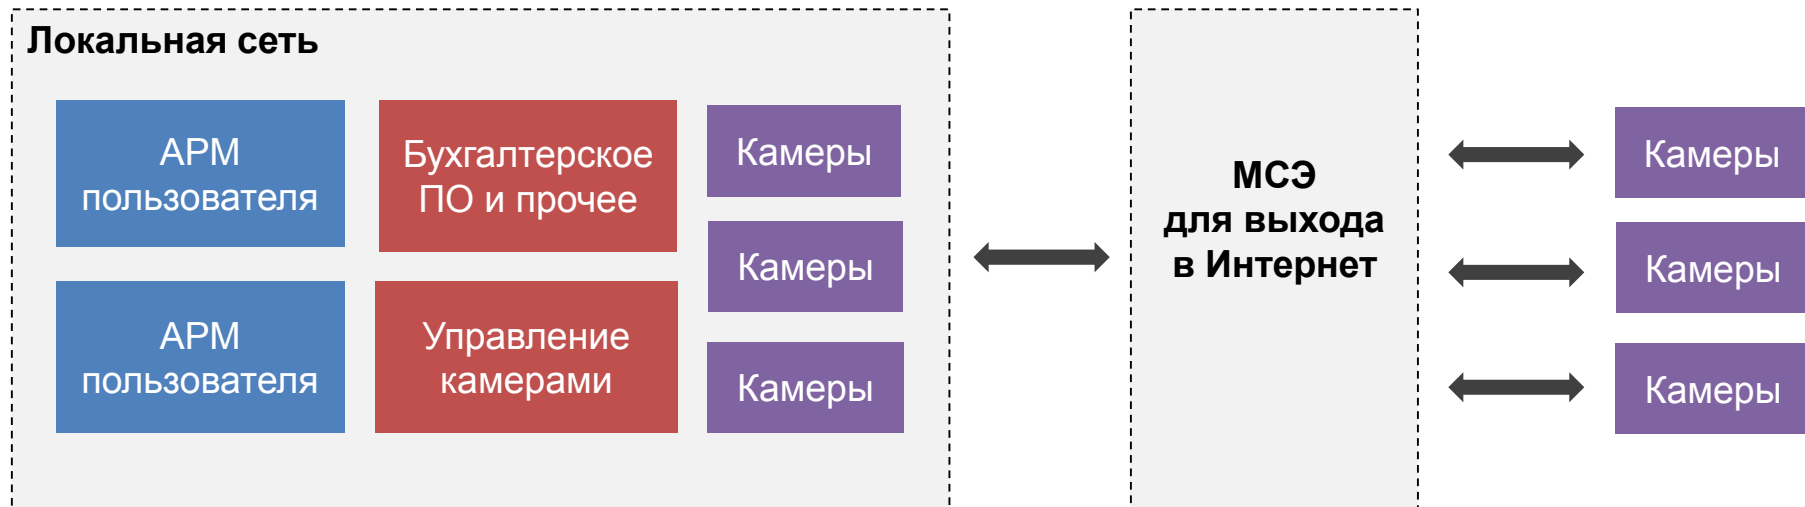 Локальная сеть
АРМ
пользователя
Бухгалтерское
ПО и прочее
Камеры
Камеры
АРМ
пользователя
Управление
камерами
Камеры
МСЭ
для выхода
в Интернет
Камеры
Камеры
Камеры